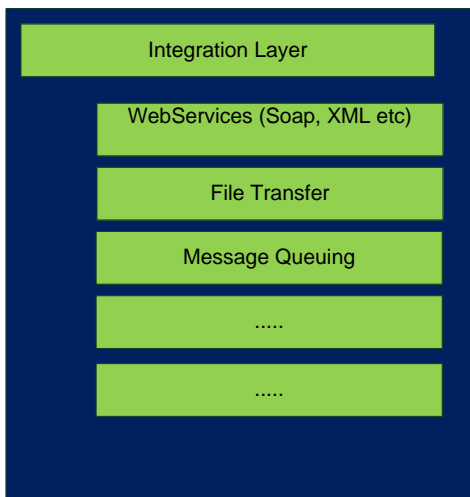 Integration Layer
WebServices (Soap, XML etc)
File Transfer
Message Queuing
.....
.....